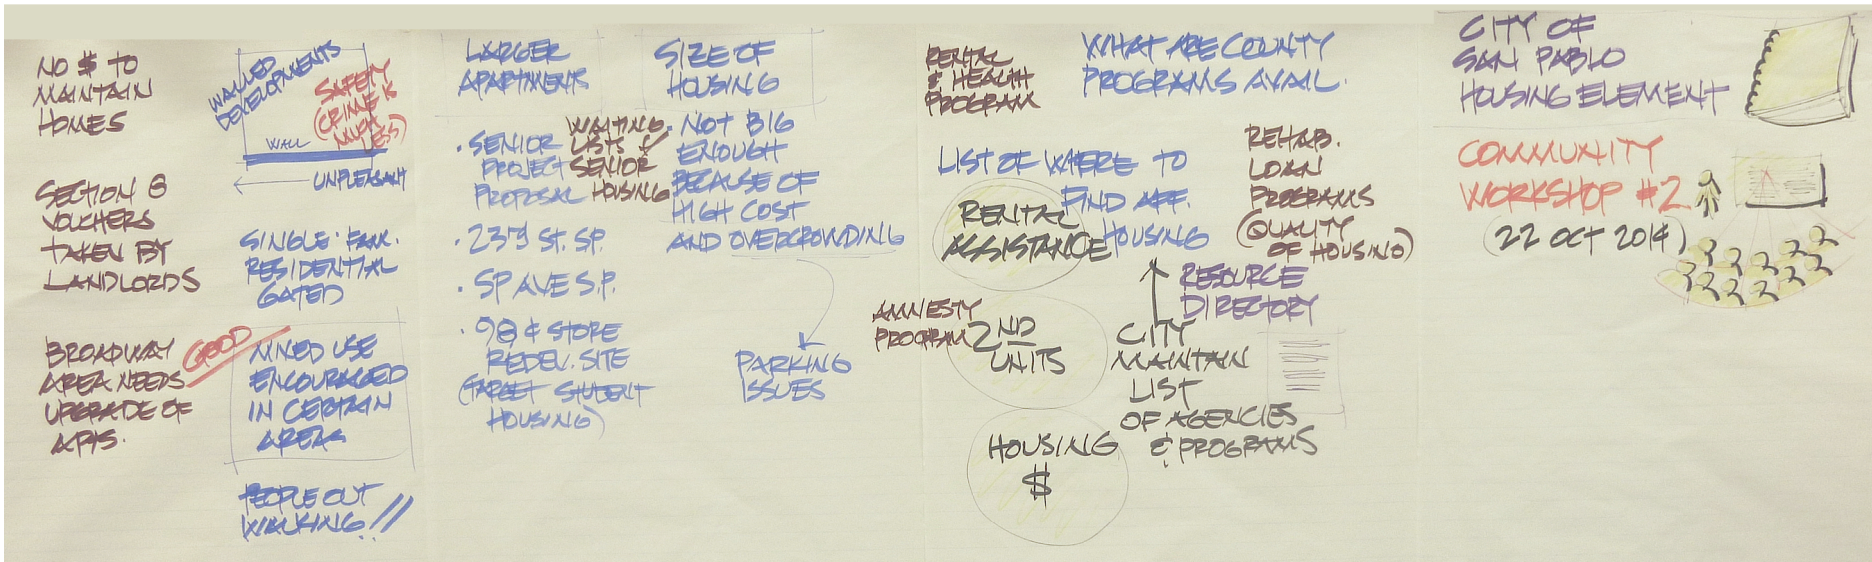 NO $ TO
MAINTAIN
HOMES
SECTION 8
VOUCHERS
TAKEN BY
LANDLORDS
BROADWAY
AREA NEEDS
UPGRADE OF
APTS.
GOOD
WALLED
DEVELOPMENTS
SAFETY
(CRIME IS
MUCH
LESS)
WALL
UNPLEASANT
SINGLE-FAM.
RESIDENTIAL
GATED
MIXED USE
ENCOURAGED
IN CERTAIN
AREAS
PEOPLE OUT
WALKING!!
LARGER
APARTMENTS
• SENIOR
PROJECT
PROPOSAL
WAITING
LISTS
SENIOR
HOUSING
• 23RD ST. SP.
• SP AVE S.P.
• 98 ¢ STORE
REDEV. SITE
(TARGET STUDENT
HOUSING)
SIZE OF
HOUSING
• NOT BIG
ENOUGH
BECAUSE OF
HIGH COST
AND OVERCROWDING
PARKING
ISSUES
RENTAL
& HEALTH
PROGRAM
WHAT ARE COUNTY
PROGRAMS AVAIL.
LIST OF WHERE TO
FIND AFF.
HOUSING
RENTAL
ASSISTANCE
REHAB.
LOAN
PROGRAMS
(QUALITY
OF HOUSING)
RESOURCE
DIRECTORY
AMNESTY
PROGRAM
2ND
UNITS
CITY
MAINTAIN
LIST
OF AGENCIES
& PROGRAMS
HOUSING
$
CITY OF
SAN PABLO
HOUSING ELEMENT
COMMUNITY
WORKSHOP #2
(22 OCT 2014)